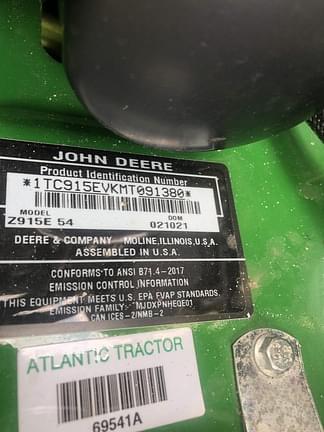 JOHN DEERE
Product Identification Number
*1TC915EVKMT091380*
MODEL DOM
Z915E 54 021021
DEERE & COMPANY MOLINE, ILLINOIS, U.S.A.
ASSEMBLED IN U.S.A.
CONFORMS TO ANSI B71.4-2017
EMISSION CONTROL INFORMATION
THIS EQUIPMENT MEETS U.S. EPA EVAP STANDARDS.
EMISSION FAMILY: MJDXPNHEQE01
CAN ICES-2/NMB-2
ATLANTIC TRACTOR
69541A